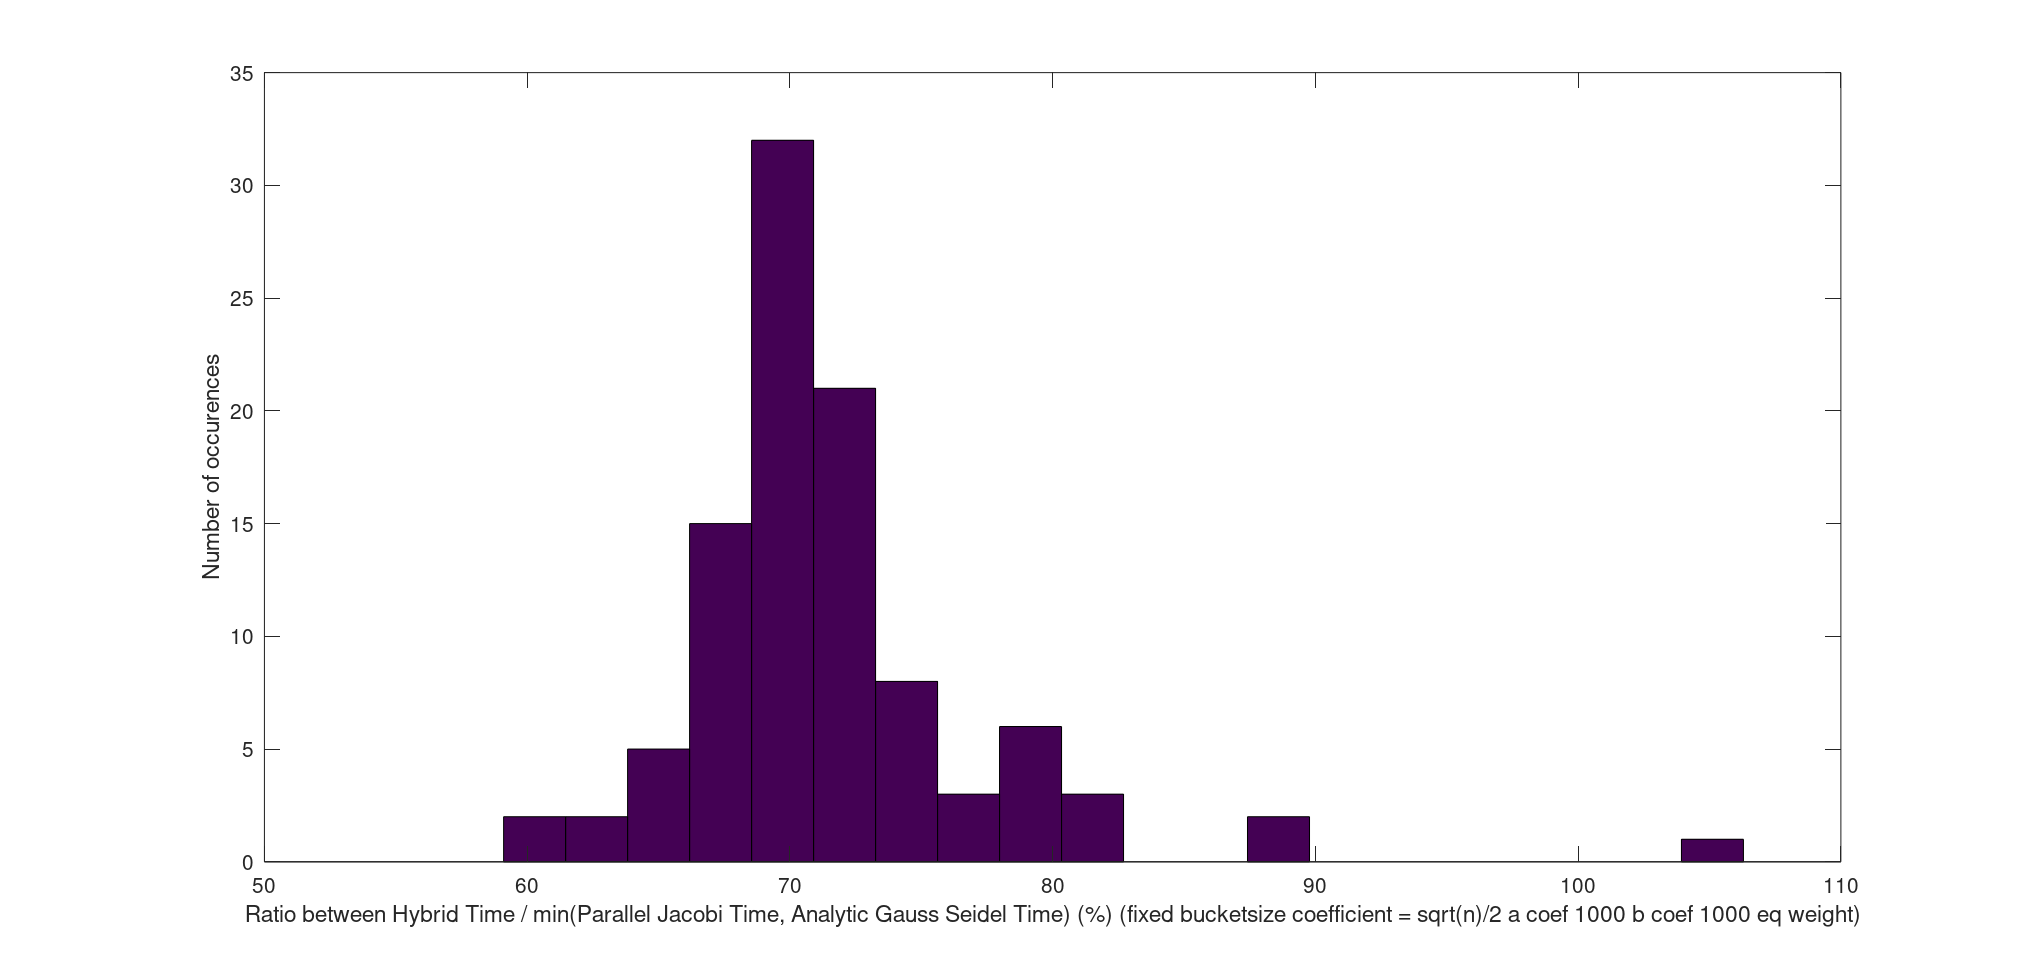 35
30
25
20
15
10
5
0
Number of occurences
50 60 70 80 90 100 110
Ratio between Hybrid Time / min(Parallel Jacobi Time, Analytic Gauss Seidel Time) (%) (fixed bucketsize coefficient = sqrt(n)/2 a coef 1000 b coef 1000 eq weight)